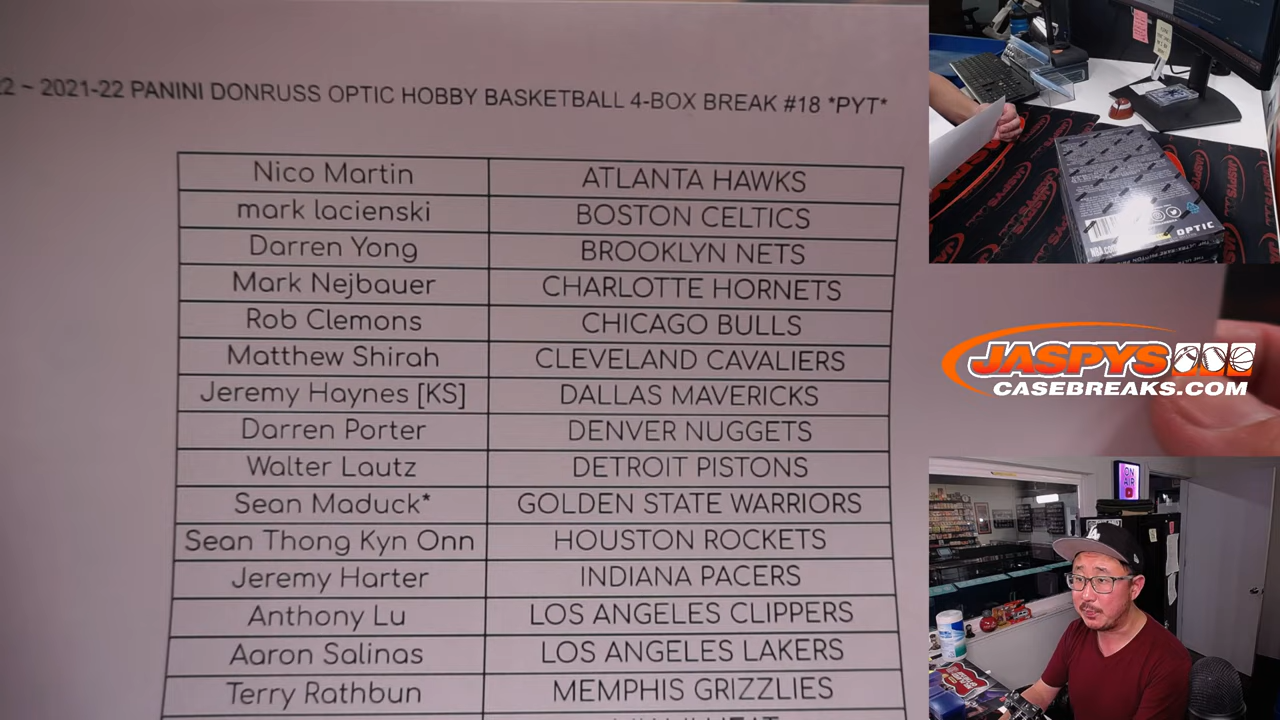 22 ~ 2021-22 PANINI DONRUSS OPTIC HOBBY BASKETBALL 4-BOX BREAK #18 *PYT*
Nico Martin ATLANTA HAWKS
mark lacienski BOSTON CELTICS
Darren Yong BROOKLYN NETS
Mark Nejbauer CHARLOTTE HORNETS
Rob Clemons CHICAGO BULLS
Matthew Shirah CLEVELAND CAVALIERS
Jeremy Haynes [KS] DALLAS MAVERICKS
Darren Porter DENVER NUGGETS
Walter Lautz DETROIT PISTONS
Sean Maduck* GOLDEN STATE WARRIORS
Sean Thong Kyn Onn HOUSTON ROCKETS
Jeremy Harter INDIANA PACERS
Anthony Lu LOS ANGELES CLIPPERS
Aaron Salinas LOS ANGELES LAKERS
Terry Rathbun MEMPHIS GRIZZLIES
OPTIC
JASPYS
CASEBREAKS.COM
ON
AIR
LA